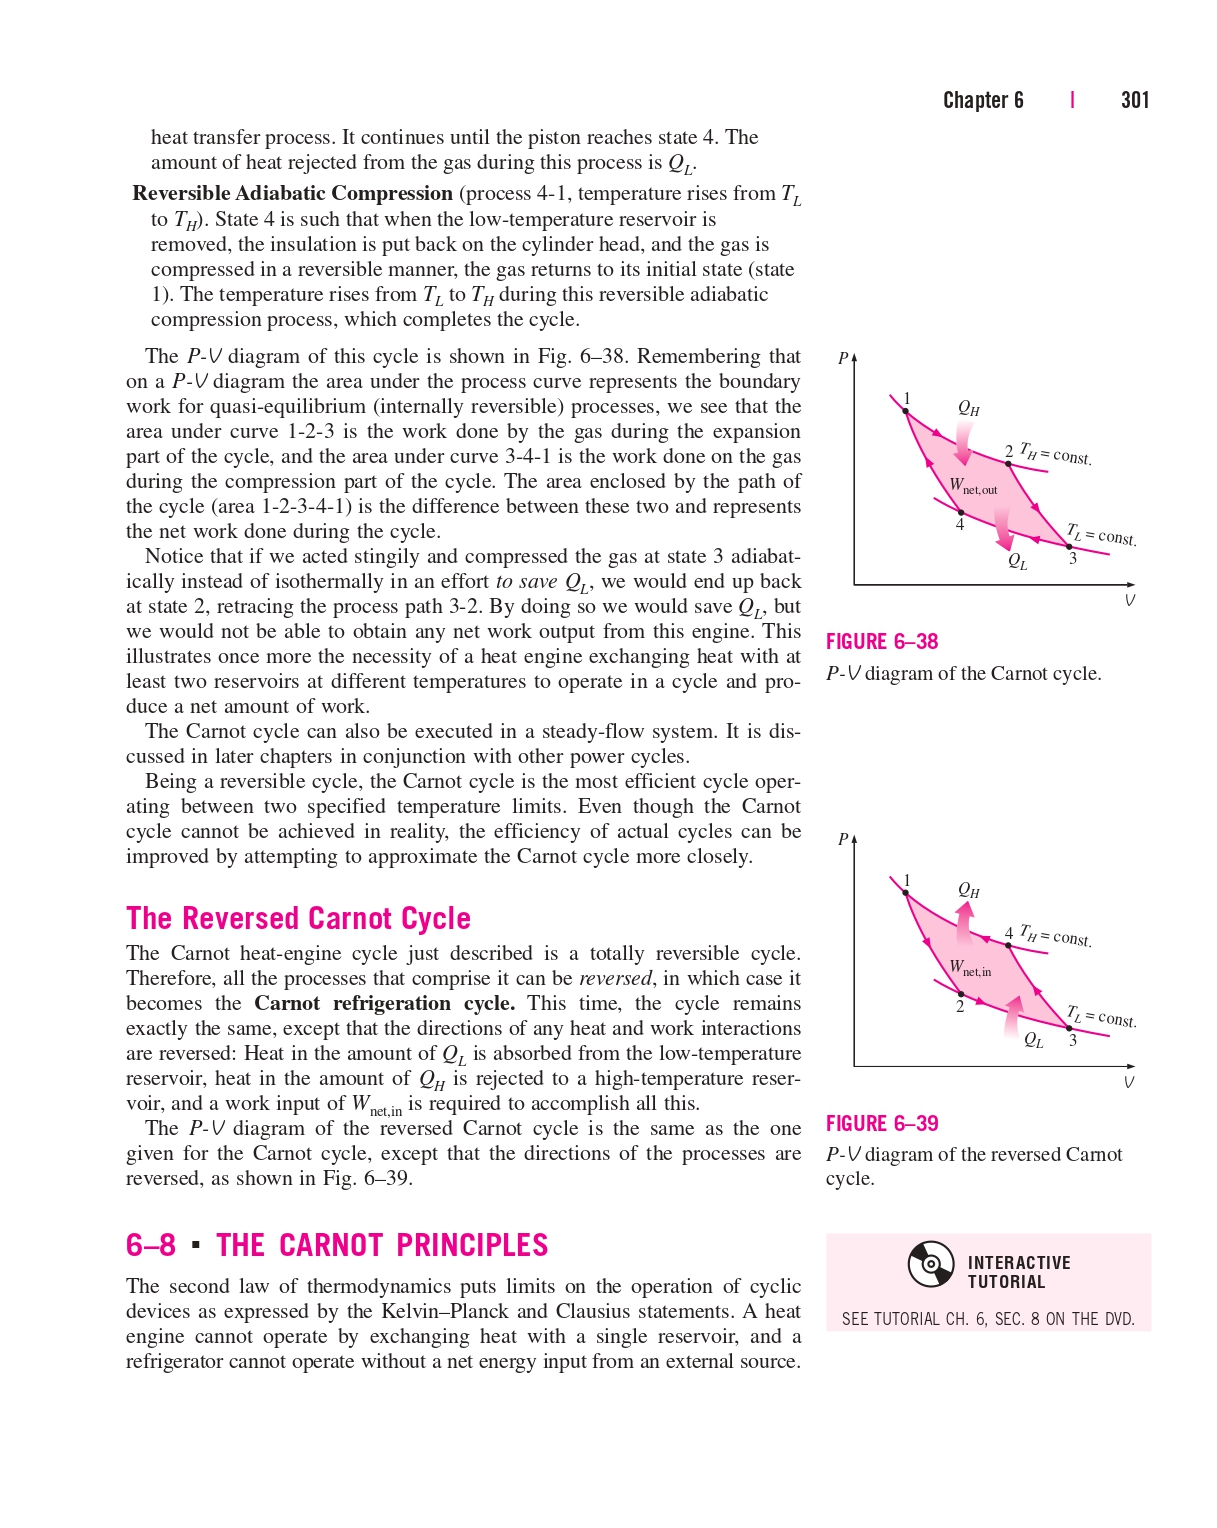 Chapter 6 | 301
heat transfer process. It continues until the piston reaches state 4. The
amount of heat rejected from the gas during this process is Q_L.
Reversible Adiabatic Compression (process 4-1, temperature rises from T_L
to T_H). State 4 is such that when the low-temperature reservoir is
removed, the insulation is put back on the cylinder head, and the gas is
compressed in a reversible manner, the gas returns to its initial state (state
1). The temperature rises from T_L to T_H during this reversible adiabatic
compression process, which completes the cycle.
The P-V diagram of this cycle is shown in Fig. 6–38. Remembering that
on a P-V diagram the area under the process curve represents the boundary
work for quasi-equilibrium (internally reversible) processes, we see that the
area under curve 1-2-3 is the work done by the gas during the expansion
part of the cycle, and the area under curve 3-4-1 is the work done on the gas
during the compression part of the cycle. The area enclosed by the path of
the cycle (area 1-2-3-4-1) is the difference between these two and represents
the net work done during the cycle.
Notice that if we acted stingily and compressed the gas at state 3 adiabat-
ically instead of isothermally in an effort to save Q_L, we would end up back
at state 2, retracing the process path 3-2. By doing so we would save Q_L, but
we would not be able to obtain any net work output from this engine. This
illustrates once more the necessity of a heat engine exchanging heat with at
least two reservoirs at different temperatures to operate in a cycle and pro-
duce a net amount of work.
The Carnot cycle can also be executed in a steady-flow system. It is dis-
cussed in later chapters in conjunction with other power cycles.
Being a reversible cycle, the Carnot cycle is the most efficient cycle oper-
ating between two specified temperature limits. Even though the Carnot
cycle cannot be achieved in reality, the efficiency of actual cycles can be
improved by attempting to approximate the Carnot cycle more closely.
The Reversed Carnot Cycle
The Carnot heat-engine cycle just described is a totally reversible cycle.
Therefore, all the processes that comprise it can be reversed, in which case it
becomes the Carnot refrigeration cycle. This time, the cycle remains
exactly the same, except that the directions of any heat and work interactions
are reversed: Heat in the amount of Q_L is absorbed from the low-temperature
reservoir, heat in the amount of Q_H is rejected to a high-temperature reser-
voir, and a work input of W_net,in is required to accomplish all this.
The P-V diagram of the reversed Carnot cycle is the same as the one
given for the Carnot cycle, except that the directions of the processes are
reversed, as shown in Fig. 6–39.
6–8 ▪ THE CARNOT PRINCIPLES
The second law of thermodynamics puts limits on the operation of cyclic
devices as expressed by the Kelvin–Planck and Clausius statements. A heat
engine cannot operate by exchanging heat with a single reservoir, and a
refrigerator cannot operate without a net energy input from an external source.
P
1
Q_H
2 T_H = const.
W_net,out
4
T_L = const.
Q_L
3
V
FIGURE 6–38
P-V diagram of the Carnot cycle.
P
1
Q_H
4 T_H = const.
W_net,in
2
T_L = const.
Q_L
3
V
FIGURE 6–39
P-V diagram of the reversed Carnot
cycle.
INTERACTIVE
TUTORIAL
SEE TUTORIAL CH. 6, SEC. 8 ON THE DVD.